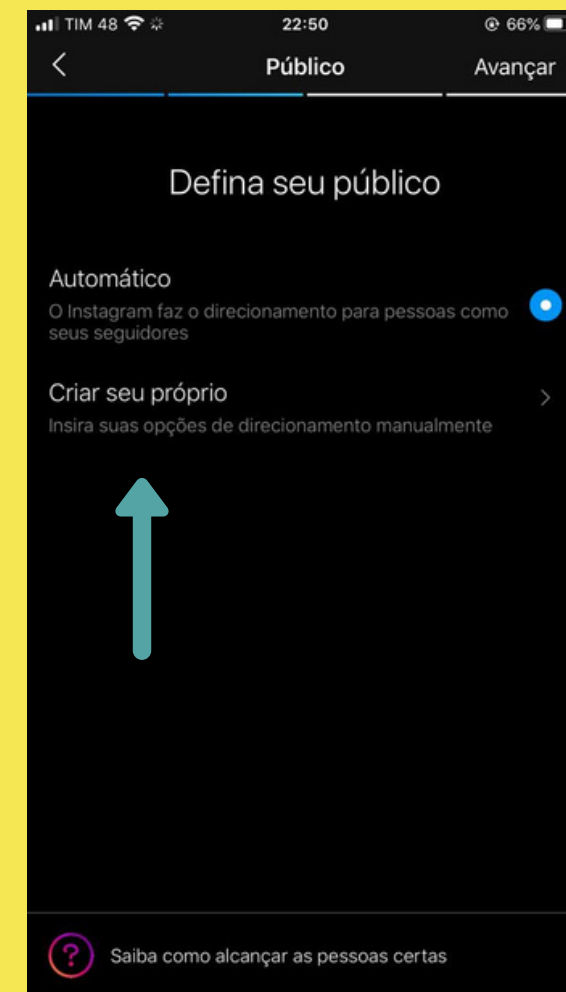 TIM 48 22:50 66%
Público Avançar
Defina seu público
Automático
O Instagram faz o direcionamento para pessoas como
seus seguidores
Criar seu próprio
Insira suas opções de direcionamento manualmente
? Saiba como alcançar as pessoas certas